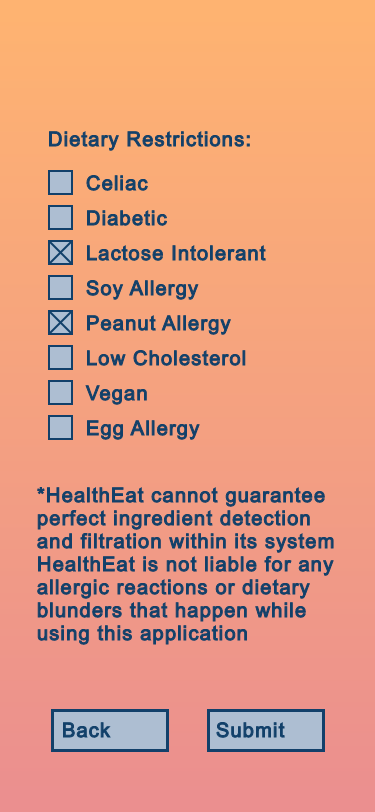 Dietary Restrictions:
Celiac
Diabetic
Lactose Intolerant
Soy Allergy
Peanut Allergy
Low Cholesterol
Vegan
Egg Allergy
*HealthEat cannot guarantee
perfect ingredient detection
and filtration within its system
HealthEat is not liable for any
allergic reactions or dietary
blunders that happen while
using this application
Back
Submit